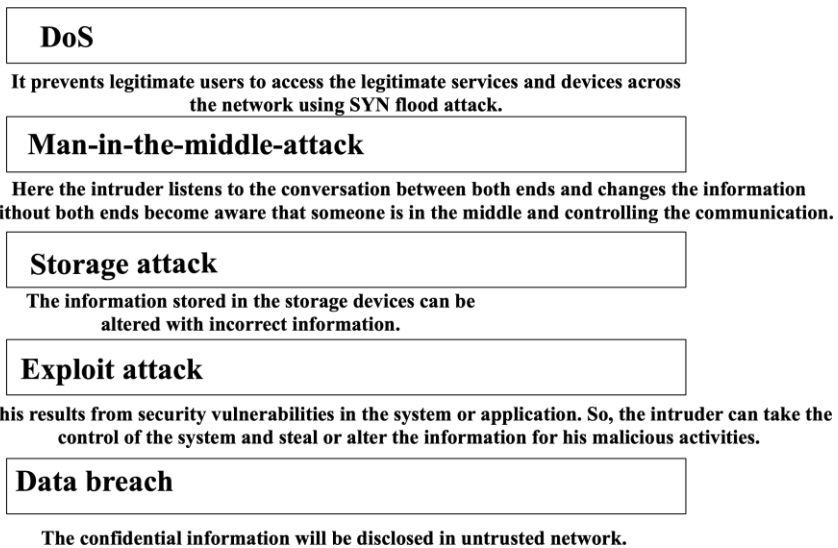 DoS
It prevents legitimate users to access the legitimate services and devices across
the network using SYN flood attack.
Man-in-the-middle-attack
Here the intruder listens to the conversation between both ends and changes the information
ithout both ends become aware that someone is in the middle and controlling the communication.
Storage attack
The information stored in the storage devices can be
altered with incorrect information.
Exploit attack
his results from security vulnerabilities in the system or application. So, the intruder can take the
control of the system and steal or alter the information for his malicious activities.
Data breach
The confidential information will be disclosed in untrusted network.